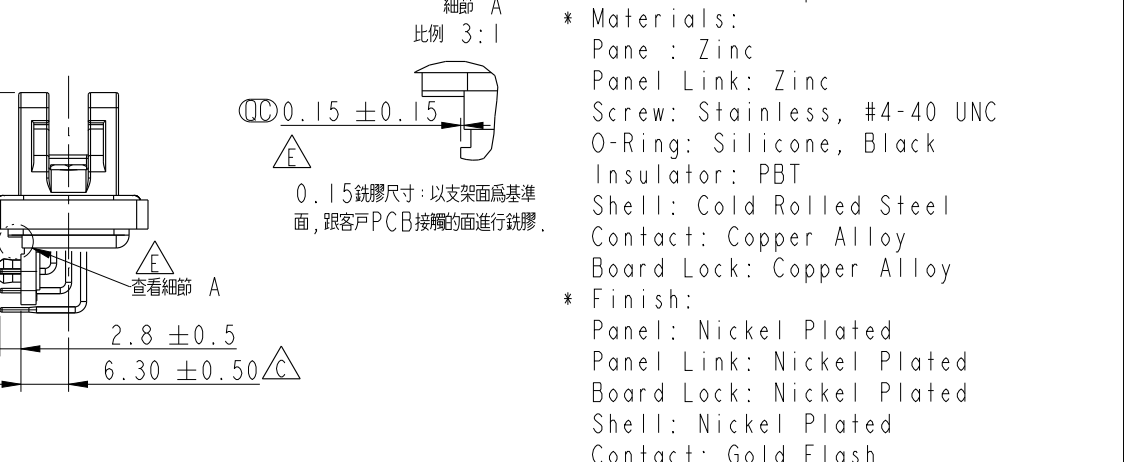 細節 A
比例 3:1
QC 0.15 ±0.15
E
0.15銑膠尺寸:以支架面爲基準
面,跟客戸PCB接觸的面進行銑膠.
E
查看細節 A
2.8 ±0.5
6.30 ±0.50 C
* Materials:
Pane : Zinc
Panel Link: Zinc
Screw: Stainless, #4-40 UNC
O-Ring: Silicone, Black
Insulator: PBT
Shell: Cold Rolled Steel
Contact: Copper Alloy
Board Lock: Copper Alloy
* Finish:
Panel: Nickel Plated
Panel Link: Nickel Plated
Board Lock: Nickel Plated
Shell: Nickel Plated
Contact: Gold Flash